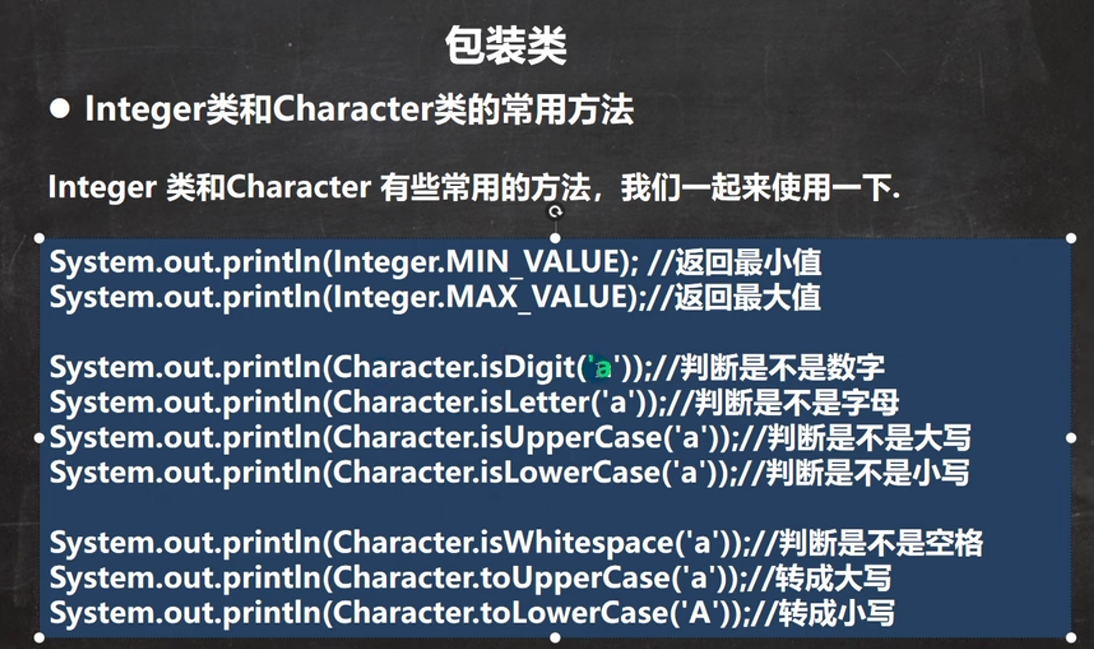 包装类
● Integer类和Character类的常用方法
Integer 类和Character 有些常用的方法，我们一起来使用一下.
System.out.println(Integer.MIN_VALUE); //返回最小值
System.out.println(Integer.MAX_VALUE);//返回最大值
System.out.println(Character.isDigit('a'));//判断是不是数字
System.out.println(Character.isLetter('a'));//判断是不是字母
System.out.println(Character.isUpperCase('a'));//判断是不是大写
System.out.println(Character.isLowerCase('a'));//判断是不是小写
System.out.println(Character.isWhitespace('a'));//判断是不是空格
System.out.println(Character.toUpperCase('a'));//转成大写
System.out.println(Character.toLowerCase('A'));//转成小写